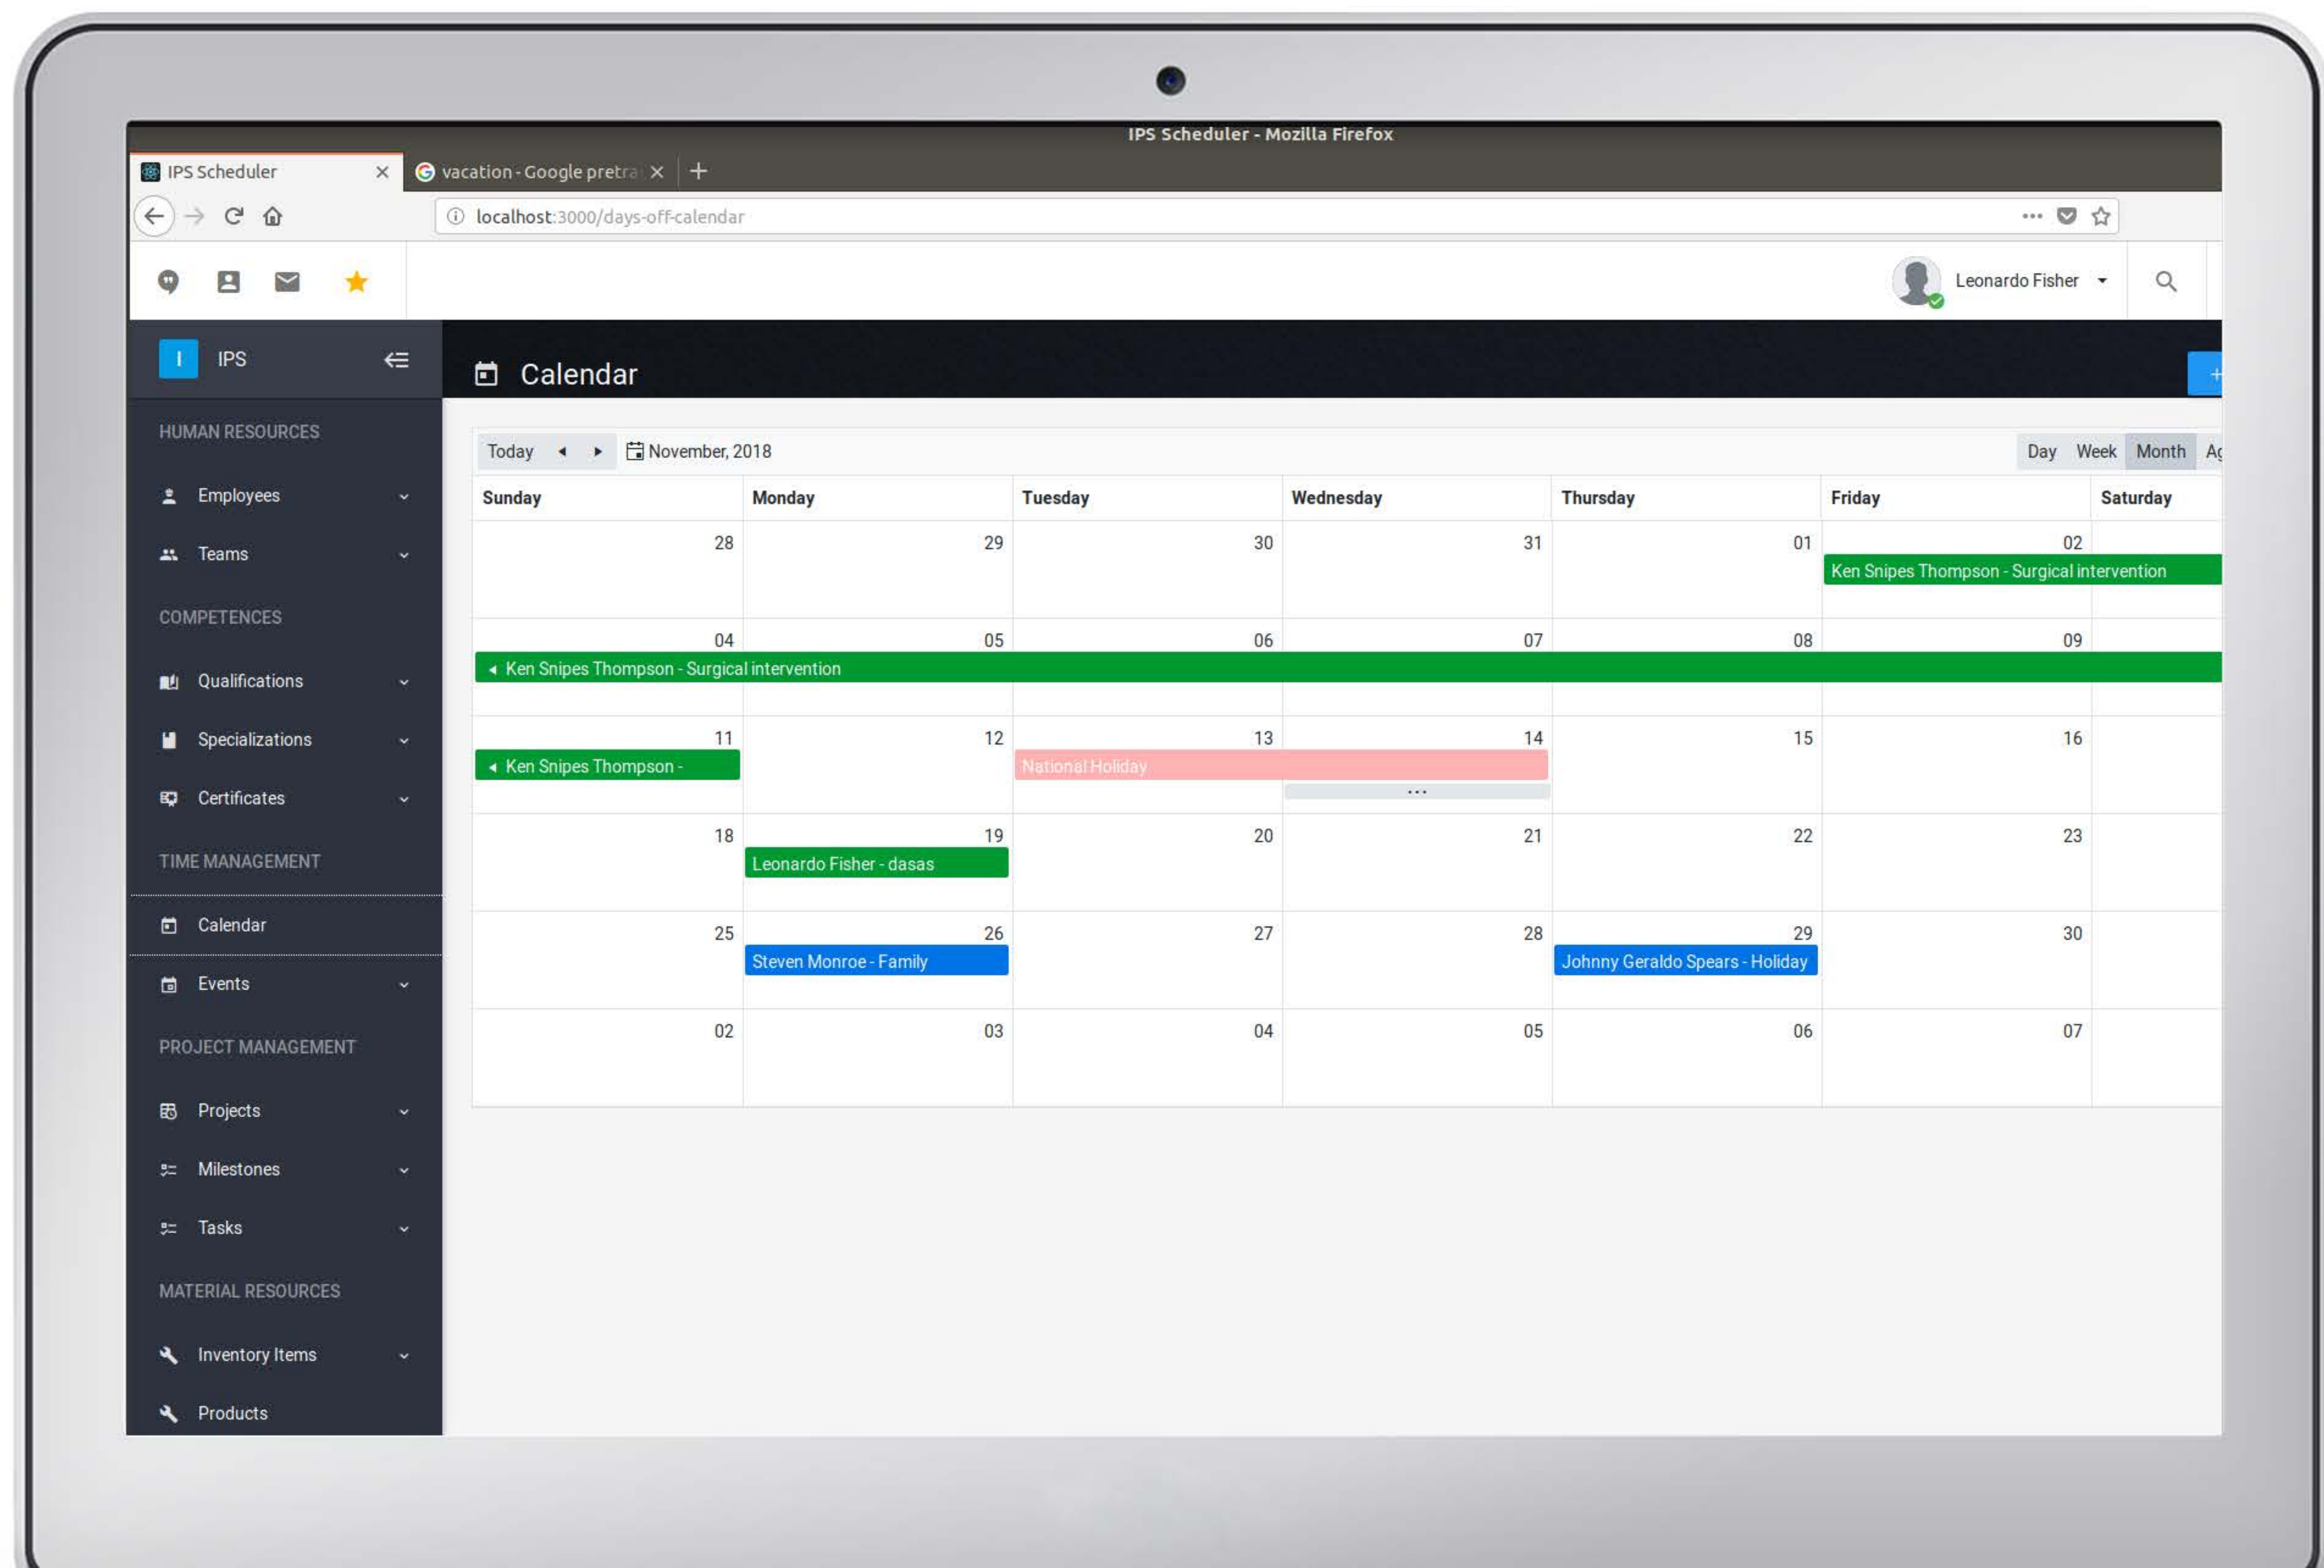 IPS Scheduler - Mozilla Firefox
IPS Scheduler
vacation - Google pretra
localhost:3000/days-off-calendar
Leonardo Fisher
I IPS
Calendar
HUMAN RESOURCES
Employees
Teams
COMPETENCES
Qualifications
Specializations
Certificates
TIME MANAGEMENT
Calendar
Events
PROJECT MANAGEMENT
Projects
Milestones
Tasks
MATERIAL RESOURCES
Inventory Items
Products
Today November, 2018 Day Week Month
Sunday Monday Tuesday Wednesday Thursday Friday Saturday
28 29 30 31 01 02
Ken Snipes Thompson - Surgical intervention
04 05 06 07 08 09
Ken Snipes Thompson - Surgical intervention
11 12 13 14 15 16
Ken Snipes Thompson - National Holiday
...
18 19 20 21 22 23
Leonardo Fisher - dasas
25 26 27 28 29 30
Steven Monroe - Family Johnny Geraldo Spears - Holiday
02 03 04 05 06 07